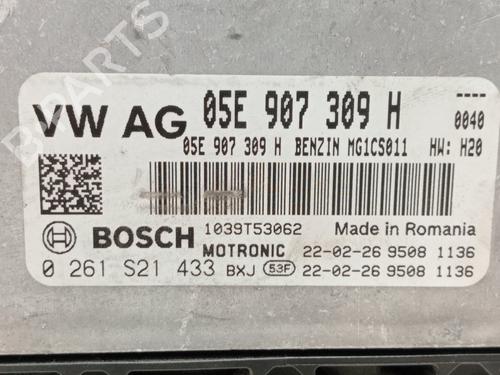 VW AG 05E 907 309 H ----
0040
05E 907 309 H BENZIN MG1CS011 HW: H20
BOSCH 1039T53062 Made in Romania
MOTRONIC 22-02-26 9508 1136
0 261 S21 433 BXJ 53F 22-02-26 9508 1136
B-PARTS